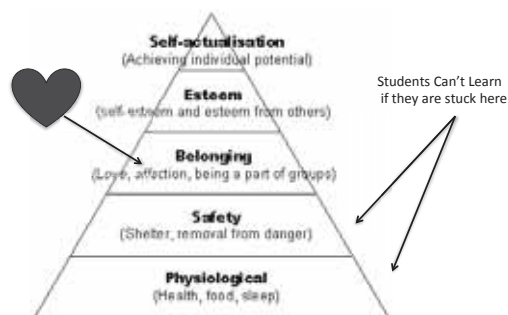 Self-actualisation
(Achieving individual potential)
Esteem
(self-esteem and esteem from others)
Belonging
(Love, affection, being a part of groups)
Safety
(Shelter, removal from danger)
Physiological
(Health, food, sleep)
Students Can't Learn
if they are stuck here